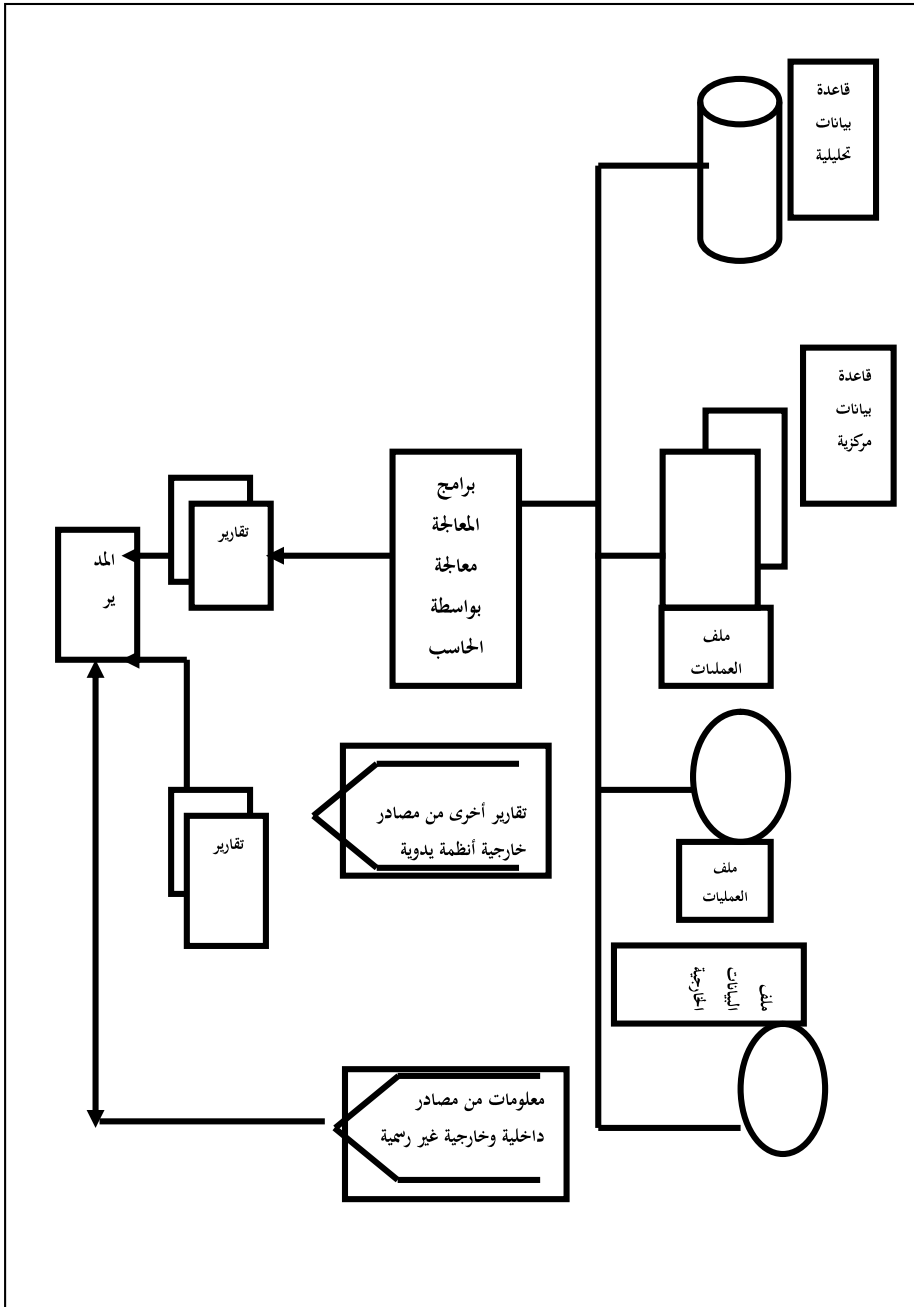 قاعدة
بيانات
تحليلية
قاعدة
بيانات
مركزية
برامج
المعالجة
معالجة
بواسطة
الحاسب
تقارير
المد
ير
ملف
العمليات
تقارير أخرى من مصادر
خارجية أنظمة يدوية
تقارير
ملف
العمليات
ملف
البيانات
الخارجية
معلومات من مصادر
داخلية وخارجية غير رسمية